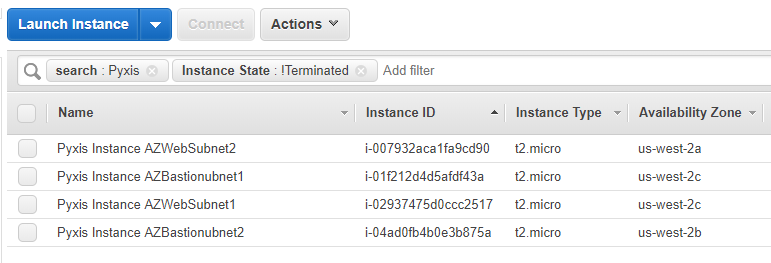 Launch Instance Connect Actions
search : Pyxis Instance State : !Terminated Add filter
Name Instance ID Instance Type Availability Zone
Pyxis Instance AZWebSubnet2 i-007932aca1fa9cd90 t2.micro us-west-2a
Pyxis Instance AZBastionubnet1 i-01f212d4d5afdf43a t2.micro us-west-2c
Pyxis Instance AZWebSubnet1 i-02937475d0ccc2517 t2.micro us-west-2c
Pyxis Instance AZBastionubnet2 i-04ad0fb4b0e3b875a t2.micro us-west-2b